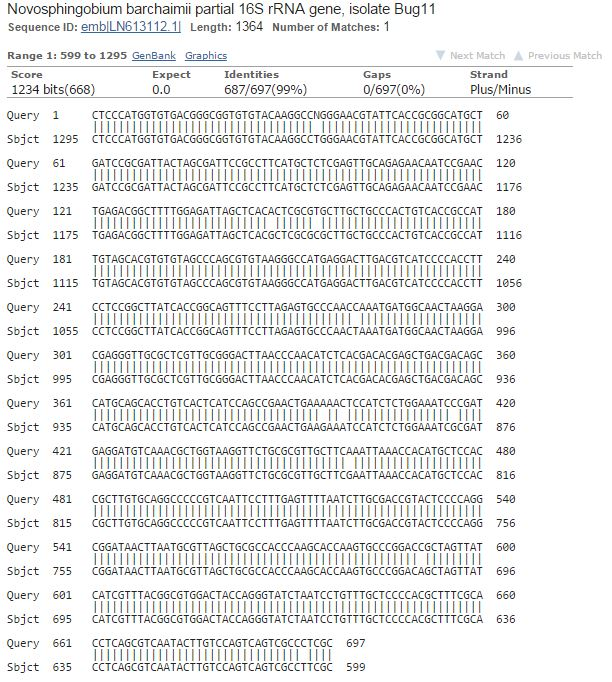 Novosphingobium barchaimii partial 16S rRNA gene, isolate Bug11
Sequence ID: emb|LN613112.1| Length: 1364 Number of Matches: 1
Range 1: 599 to 1295 GenBank Graphics Next Match Previous Match
Score Expect Identities Gaps Strand
1234 bits(668) 0.0 687/697(99%) 0/697(0%) Plus/Minus
Query 1 CTCCCATGGTGTGACGGGCGGTGTGTACAAGGCCNGGGAACGTATTCACCGCGGCATGCT 60
Sbjct 1295 CTCCCATGGTGTGACGGGCGGTGTGTACAAGGCCTGGGAACGTATTCACCGCGGCATGCT 1236
Query 61 GATCCGCGATTACTAGCGATTCCGCCTTCATGCTCTCGAGTTGCAGAGAACAATCCGAAC 120
Sbjct 1235 GATCCGCGATTACTAGCGATTCCGCCTTCATGCTCTCGAGTTGCAGAGAACAATCCGAAC 1176
Query 121 TGAGACGGCTTTTGGAGATTAGCTCACACTCGCGTGCTTGCTGCCCACTGTCACCGCCAT 180
Sbjct 1175 TGAGACGGCTTTTGGAGATTAGCTCACGCTCGCGCGCTTGCTGCCCACTGTCACCGCCAT 1116
Query 181 TGTAGCACGTGTGTAGCCCAGCGTGTAAGGGCCATGAGGACTTGACGTCATCCCCACCTT 240
Sbjct 1115 TGTAGCACGTGTGTAGCCCAGCGTGTAAGGGCCATGAGGACTTGACGTCATCCCCACCTT 1056
Query 241 CCTCCGGCTTATCACCGGCAGTTTCCTTAGAGTGCCCAACCAAATGATGGCAACTAAGGA 300
Sbjct 1055 CCTCCGGCTTATCACCGGCAGTTTCCTTAGAGTGCCCAACTAAATGATGGCAACTAAGGA 996
Query 301 CGAGGGTTGCGCTCGTTGCGGGACTTAACCCAACATCTCACGACACGAGCTGACGACAGC 360
Sbjct 995 CGAGGGTTGCGCTCGTTGCGGGACTTAACCCAACATCTCACGACACGAGCTGACGACAGC 936
Query 361 CATGCAGCACCTGTCACTCATCCAGCCGAACTGAAAAACTCCATCTCTGGAAATCCCGAT 420
Sbjct 935 CATGCAGCACCTGTCACTCATCCAGCCGAACTGAAGAAATCCATCTCTGGAAATCGCGAT 876
Query 421 GAGGATGTCAAACGCTGGTAAGGTTCTGCGCGTTGCTTCAAATTAAACCACATGCTCCAC 480
Sbjct 875 GAGGATGTCAAACGCTGGTAAGGTTCTGCGCGTTGCTTCGAATTAAACCACATGCTCCAC 816
Query 481 CGCTTGTGCAGGCCCCCGTCAATTCCTTTGAGTTTTAATCTTGCGACCGTACTCCCCAGG 540
Sbjct 815 CGCTTGTGCAGGCCCCCGTCAATTCCTTTGAGTTTTAATCTTGCGACCGTACTCCCCAGG 756
Query 541 CGGATAACTTAATGCGTTAGCTGCGCCACCCAAGCACCAAGTGCCCGGACCGCTAGTTAT 600
Sbjct 755 CGGATAACTTAATGCGTTAGCTGCGCCACCCAAGCACCAAGTGCCCGGACAGCTAGTTAT 696
Query 601 CATCGTTTACGGCGTGGACTACCAGGGTATCTAATCCTGTTTGCTCCCCACGCTTTCGCA 660
Sbjct 695 CATCGTTTACGGCGTGGACTACCAGGGTATCTAATCCTGTTTGCTCCCCACGCTTTCGCA 636
Query 661 CCTCAGCGTCAATACTTGTCCAGTCAGTCGCCCTCGC 697
Sbjct 635 CCTCAGCGTCAATACTTGTCCAGTCAGTCGCCTTCGC 599